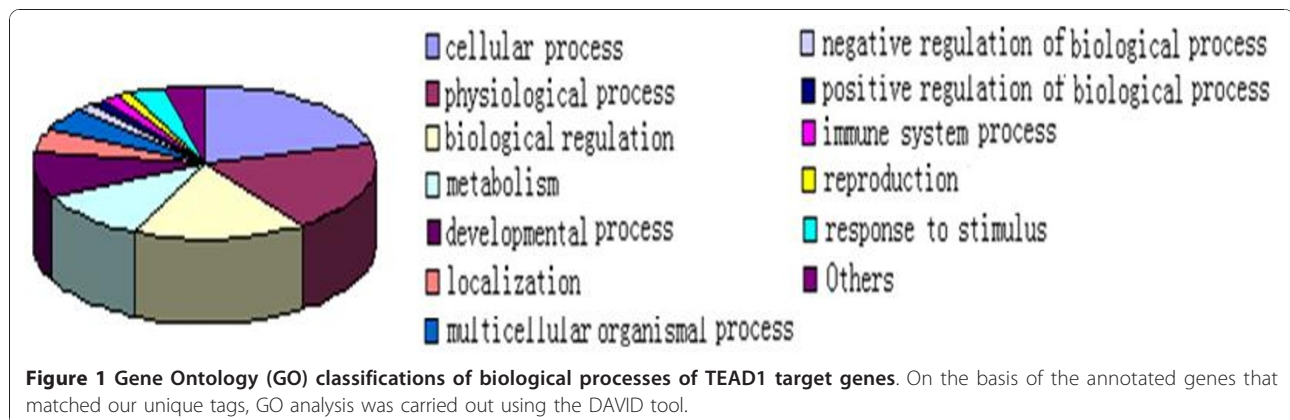 cellular process
physiological process
biological regulation
metabolism
developmental process
localization
multicellular organismal process
negative regulation of biological process
positive regulation of biological process
immune system process
reproduction
response to stimulus
Others
Figure 1 Gene Ontology (GO) classifications of biological processes of TEAD1 target genes. On the basis of the annotated genes that
matched our unique tags, GO analysis was carried out using the DAVID tool.